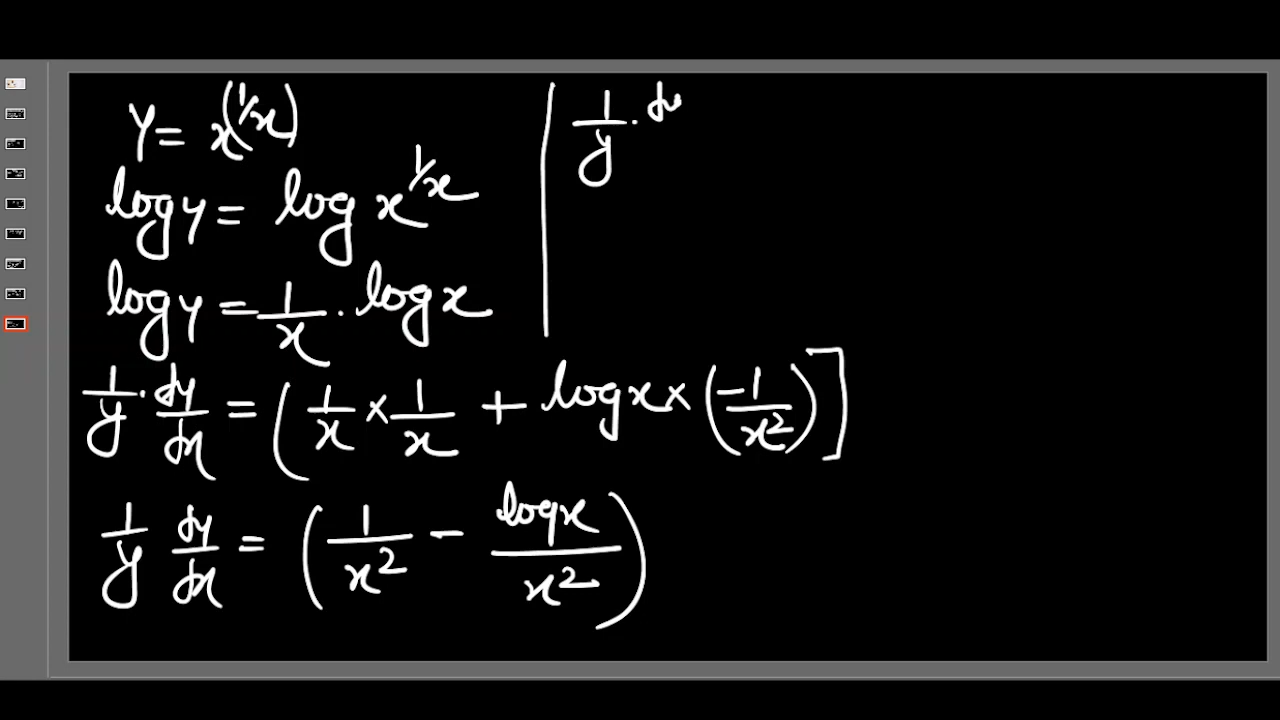 y = x^(1/x)
log y = log x^1/x
log y = 1/x . log x
1/y . dy/dx = (1/x × 1/x + log x × (-1/x²)]
1/y dy/dx = (1/x² - log x/x²)
1/y .